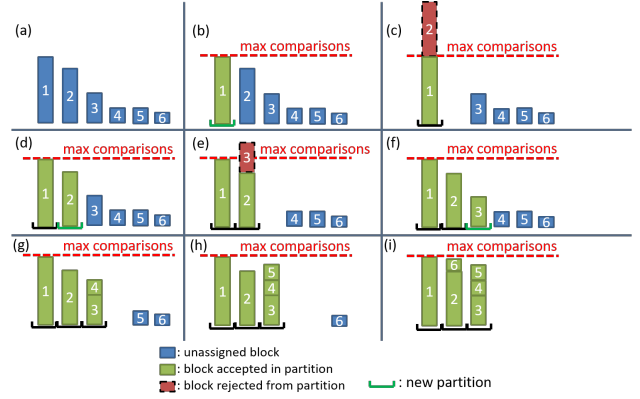 (a)
1
2
3
4
5
6
(b)
max comparisons
1
2
3
4
5
6
(c)
2
max comparisons
1
3
4
5
6
(d)
max comparisons
1
2
3
4
5
6
(e)
max comparisons
3
1
2
4
5
6
(f)
max comparisons
1
2
3
4
5
6
(g)
max comparisons
1
2
4
3
5
6
(h)
max comparisons
1
2
5
4
3
6
(i)
max comparisons
1
6
2
5
4
3
: unassigned block
: block accepted in partition
: block rejected from partition
: new partition